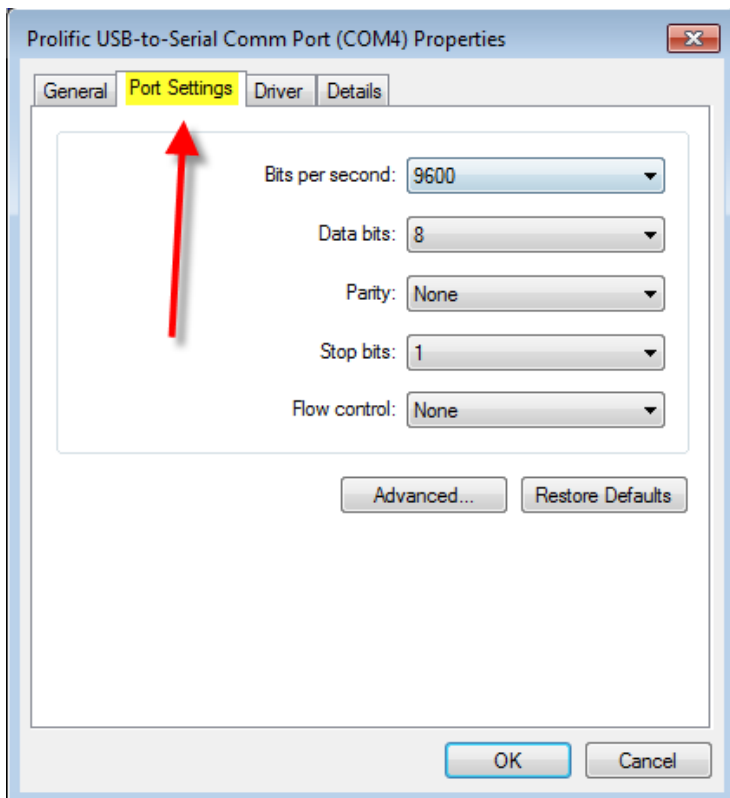 Prolific USB-to-Serial Comm Port (COM4) Properties
General Port Settings Driver Details
Bits per second: 9600
Data bits: 8
Parity: None
Stop bits: 1
Flow control: None
Advanced... Restore Defaults
OK Cancel